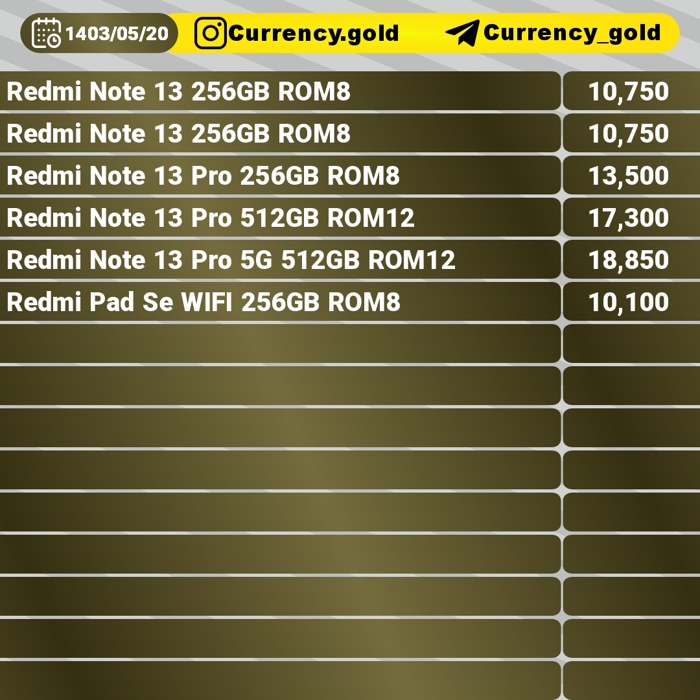 1403/05/20 Currency.gold Currency_gold
Redmi Note 13 256GB ROM8 10,750
Redmi Note 13 256GB ROM8 10,750
Redmi Note 13 Pro 256GB ROM8 13,500
Redmi Note 13 Pro 512GB ROM12 17,300
Redmi Note 13 Pro 5G 512GB ROM12 18,850
Redmi Pad Se WIFI 256GB ROM8 10,100